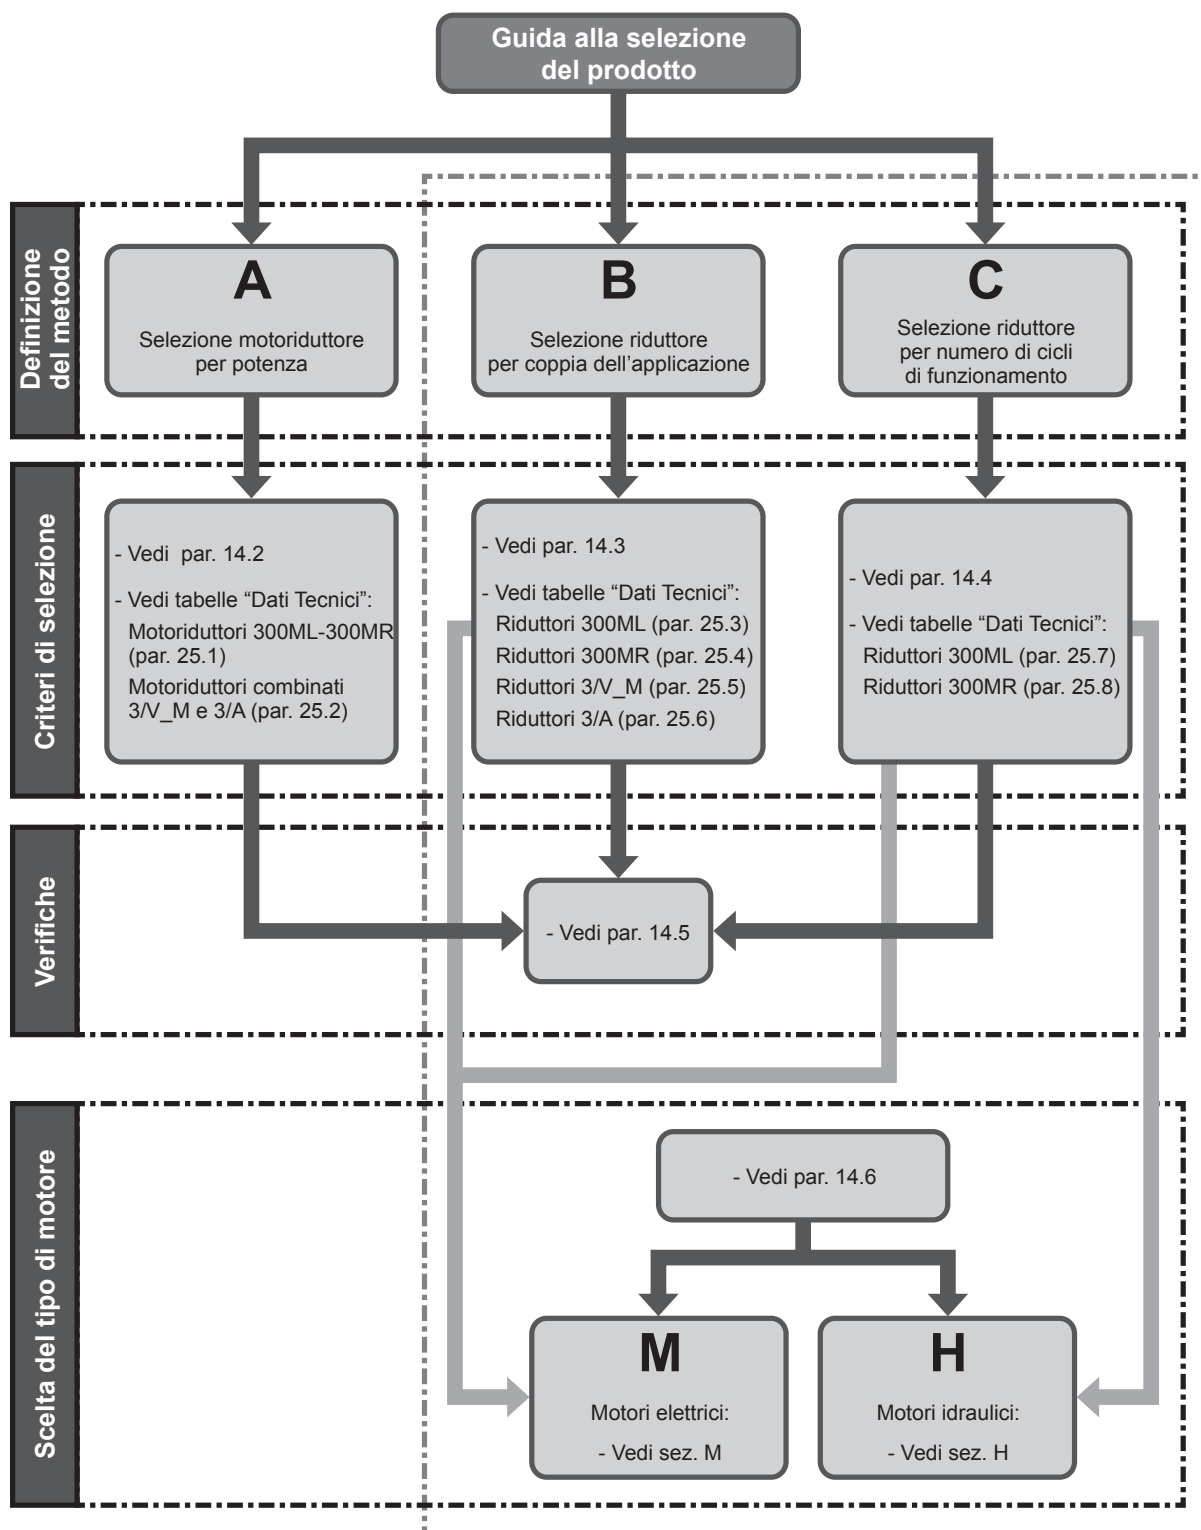 Guida alla selezione
del prodotto
Definizione
del metodo
A
Selezione motoriduttore
per potenza
B
Selezione riduttore
per coppia dell’applicazione
C
Selezione riduttore
per numero di cicli
di funzionamento
Criteri di selezione
- Vedi par. 14.2
- Vedi tabelle “Dati Tecnici”:
Motoriduttori 300ML-300MR
(par. 25.1)
Motoriduttori combinati
3/V_M e 3/A (par. 25.2)
- Vedi par. 14.3
- Vedi tabelle “Dati Tecnici”:
Riduttori 300ML (par. 25.3)
Riduttori 300MR (par. 25.4)
Riduttori 3/V_M (par. 25.5)
Riduttori 3/A (par. 25.6)
- Vedi par. 14.4
- Vedi tabelle “Dati Tecnici”:
Riduttori 300ML (par. 25.7)
Riduttori 300MR (par. 25.8)
Verifiche
- Vedi par. 14.5
Scelta del tipo di motore
- Vedi par. 14.6
M
Motori elettrici:
- Vedi sez. M
H
Motori idraulici:
- Vedi sez. H